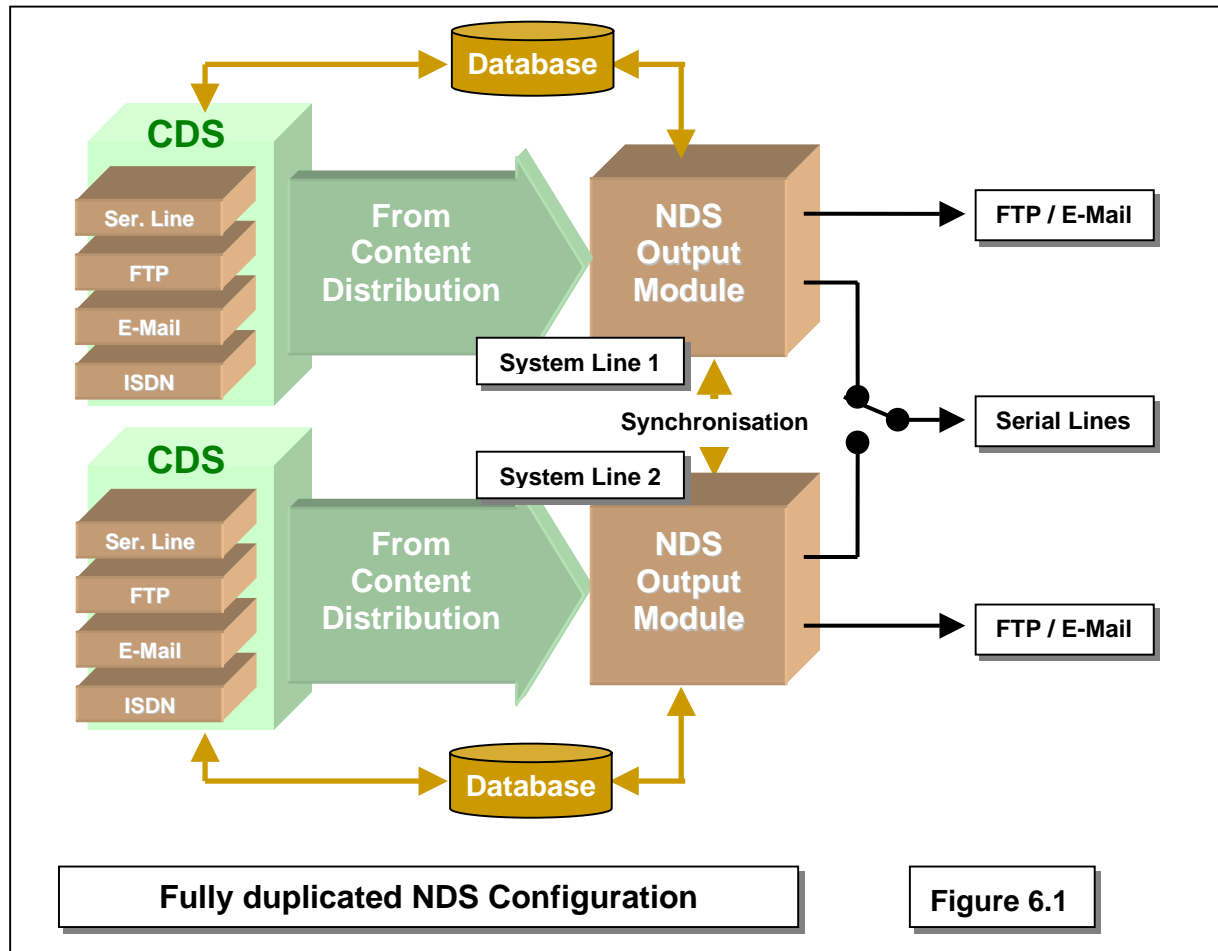 Database
CDS
Ser. Line
FTP
E-Mail
ISDN
From
Content
Distribution
NDS
Output
Module
FTP / E-Mail
System Line 1
Synchronisation
Serial Lines
System Line 2
CDS
Ser. Line
FTP
E-Mail
ISDN
From
Content
Distribution
NDS
Output
Module
FTP / E-Mail
Database
Fully duplicated NDS Configuration
Figure 6.1